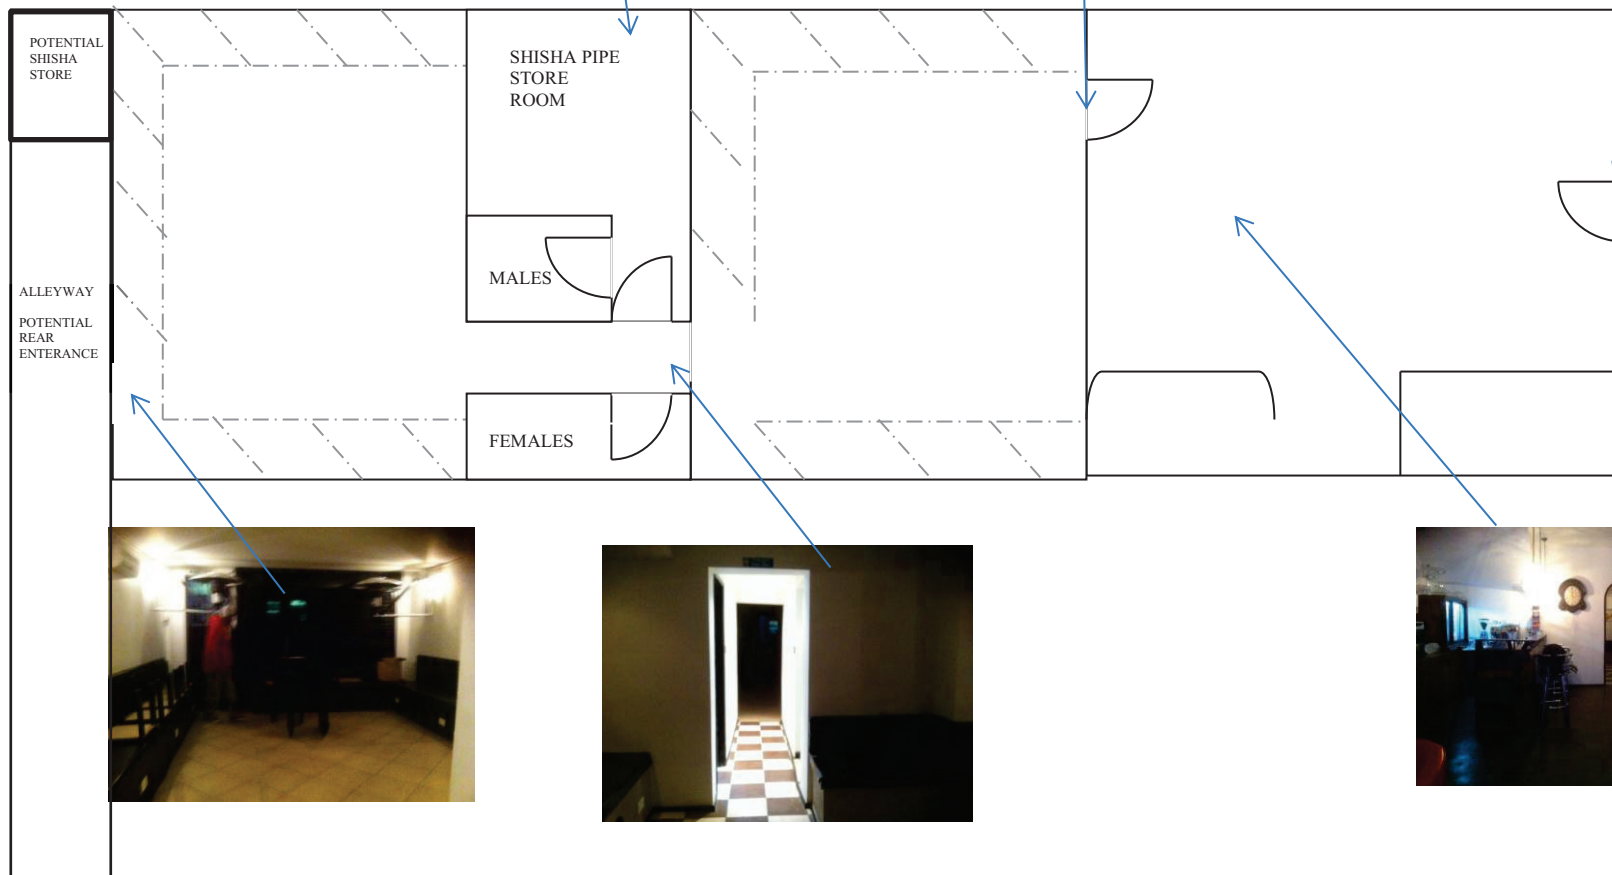 POTENTIAL
SHISHA
STORE
SHISHA PIPE
STORE
ROOM
MALES
ALLEYWAY
POTENTIAL
REAR
ENTERANCE
FEMALES